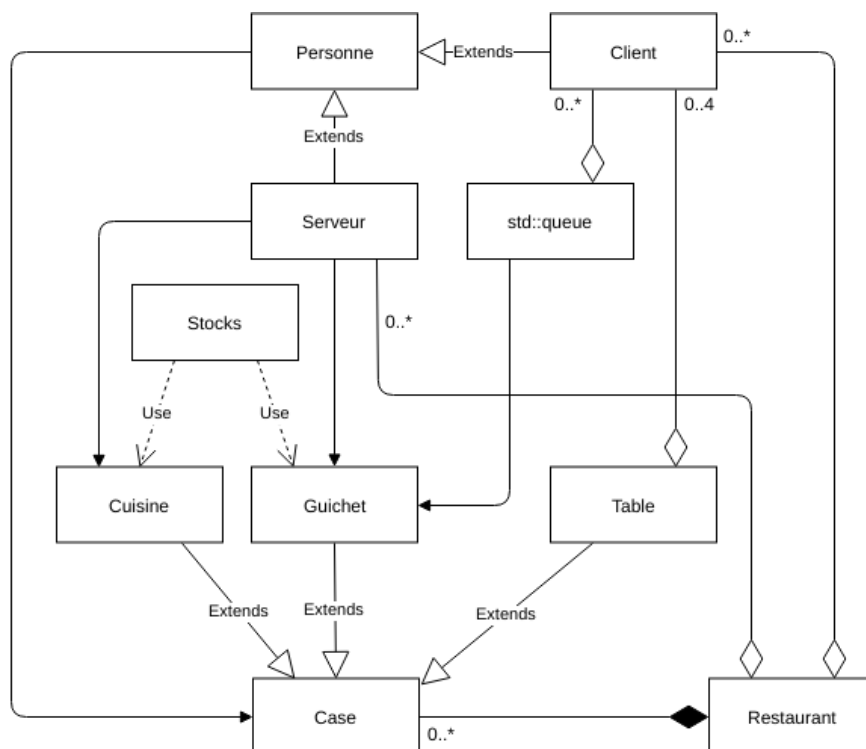 Personne
Extends
Client
0..*
0..*
0..4
Extends
Serveur
std::queue
Stocks
0..*
Use
Use
Cuisine
Guichet
Table
Extends
Extends
Extends
Case
0..*
Restaurant